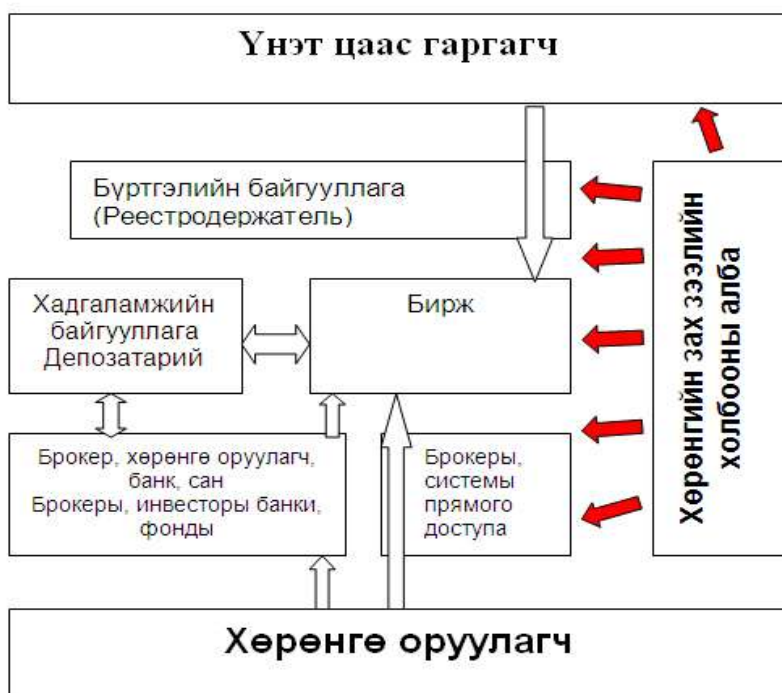 Үнэт цаас гаргагч
Бүртгэлийн байгууллага
(Реестродержатель)
Хадгаламжийн
байгууллага
Депозатарий
Бирж
Брокер, хөрөнгө оруулагч,
банк, сан
Брокеры, инвесторы банки,
фонды
Брокеры,
системы
прямого
доступа
Хөрөнгийн зах зээлийн
холбооны алба
Хөрөнгө оруулагч